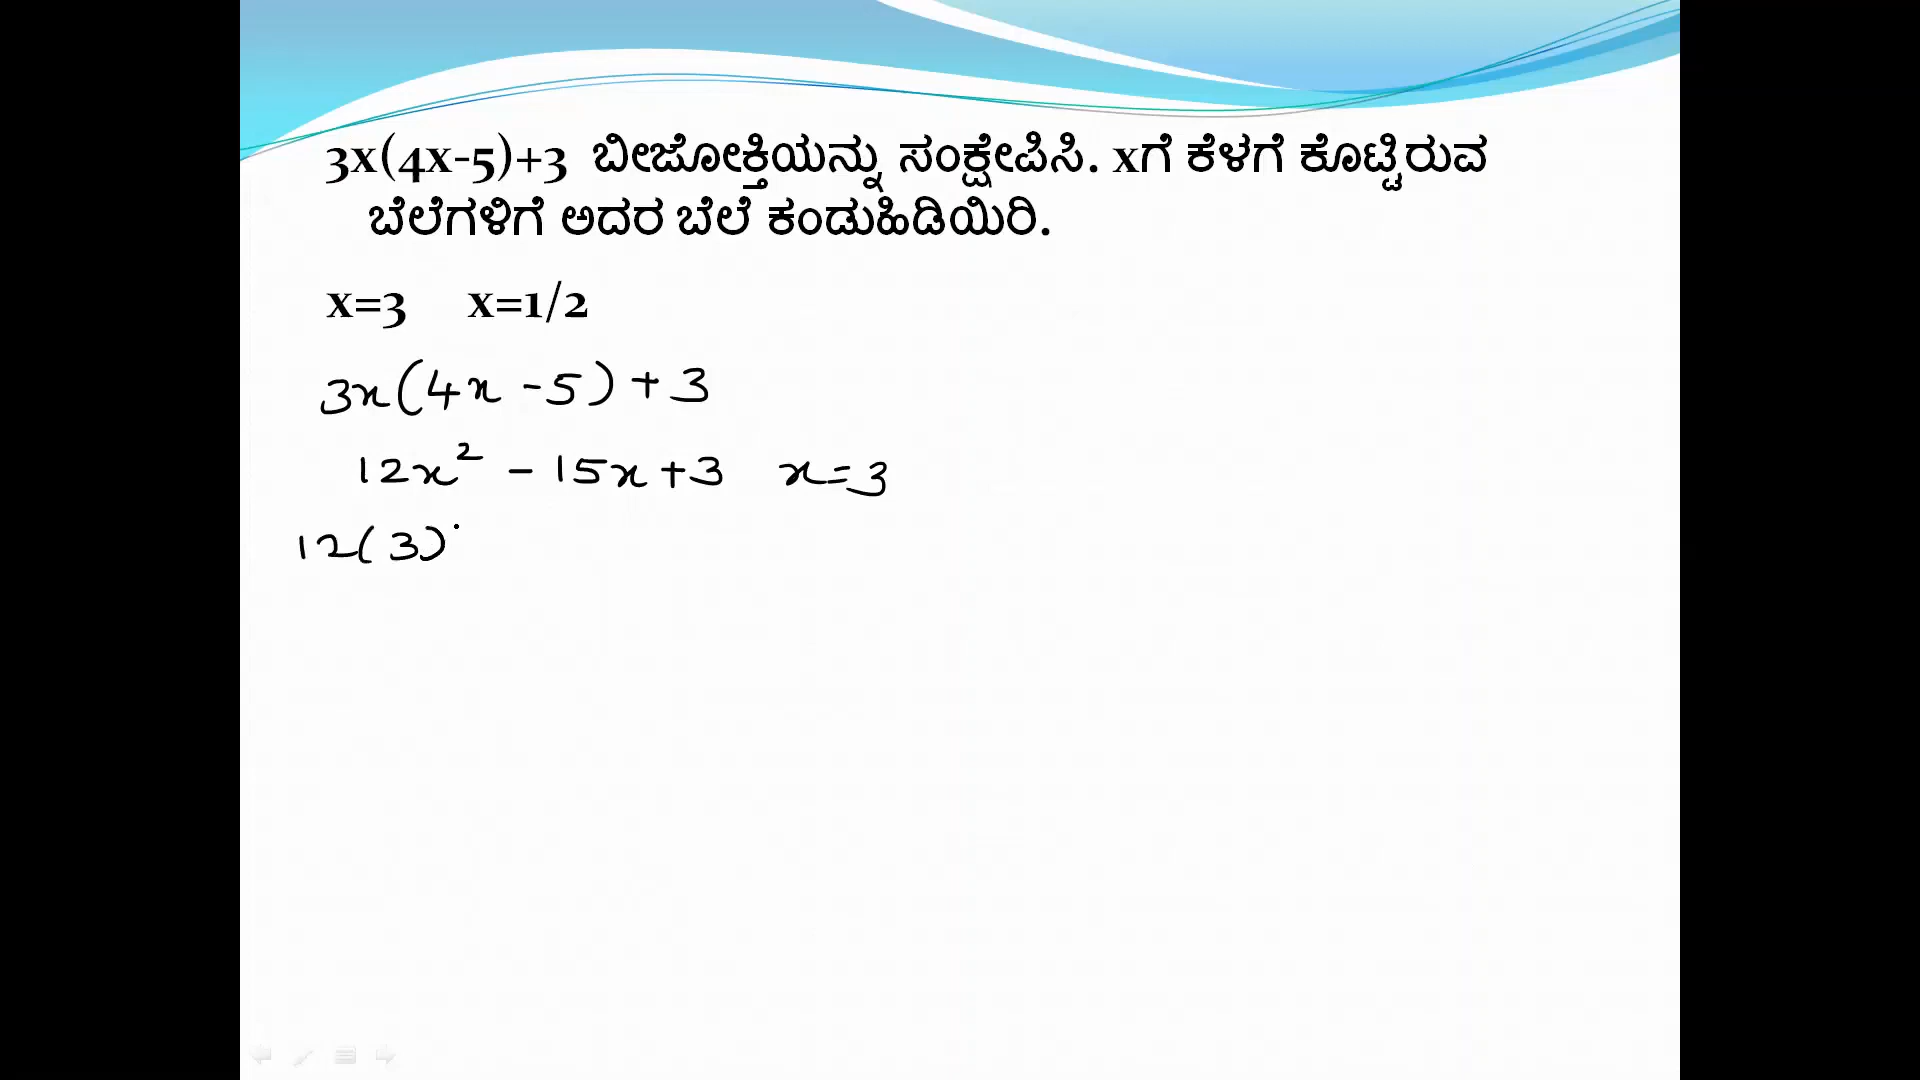 3x(4x-5)+3 ಬೀಜೋಕ್ತಿಯನ್ನು ಸಂಕ್ಷೇಪಿಸಿ. xಗೆ ಕೆಳಗೆ ಕೊಟ್ಟಿರುವ
ಬೆಲೆಗಳಿಗೆ ಅದರ ಬೆಲೆ ಕಂಡುಹಿಡಿಯಿರಿ.
x=3 x=1/2
3x(4x-5)+3
12x² - 15x+3 x=3
12(3)